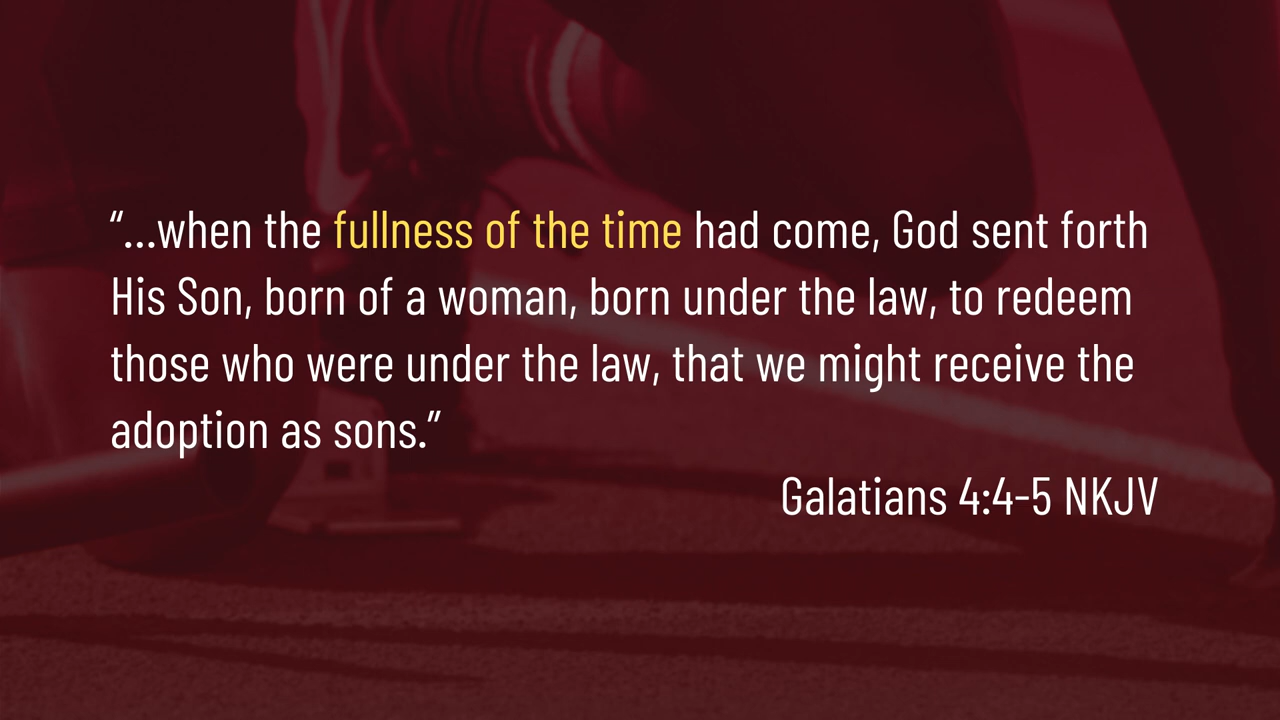 “...when the fullness of the time had come, God sent forth
His Son, born of a woman, born under the law, to redeem
those who were under the law, that we might receive the
adoption as sons.”
Galatians 4:4-5 NKJV